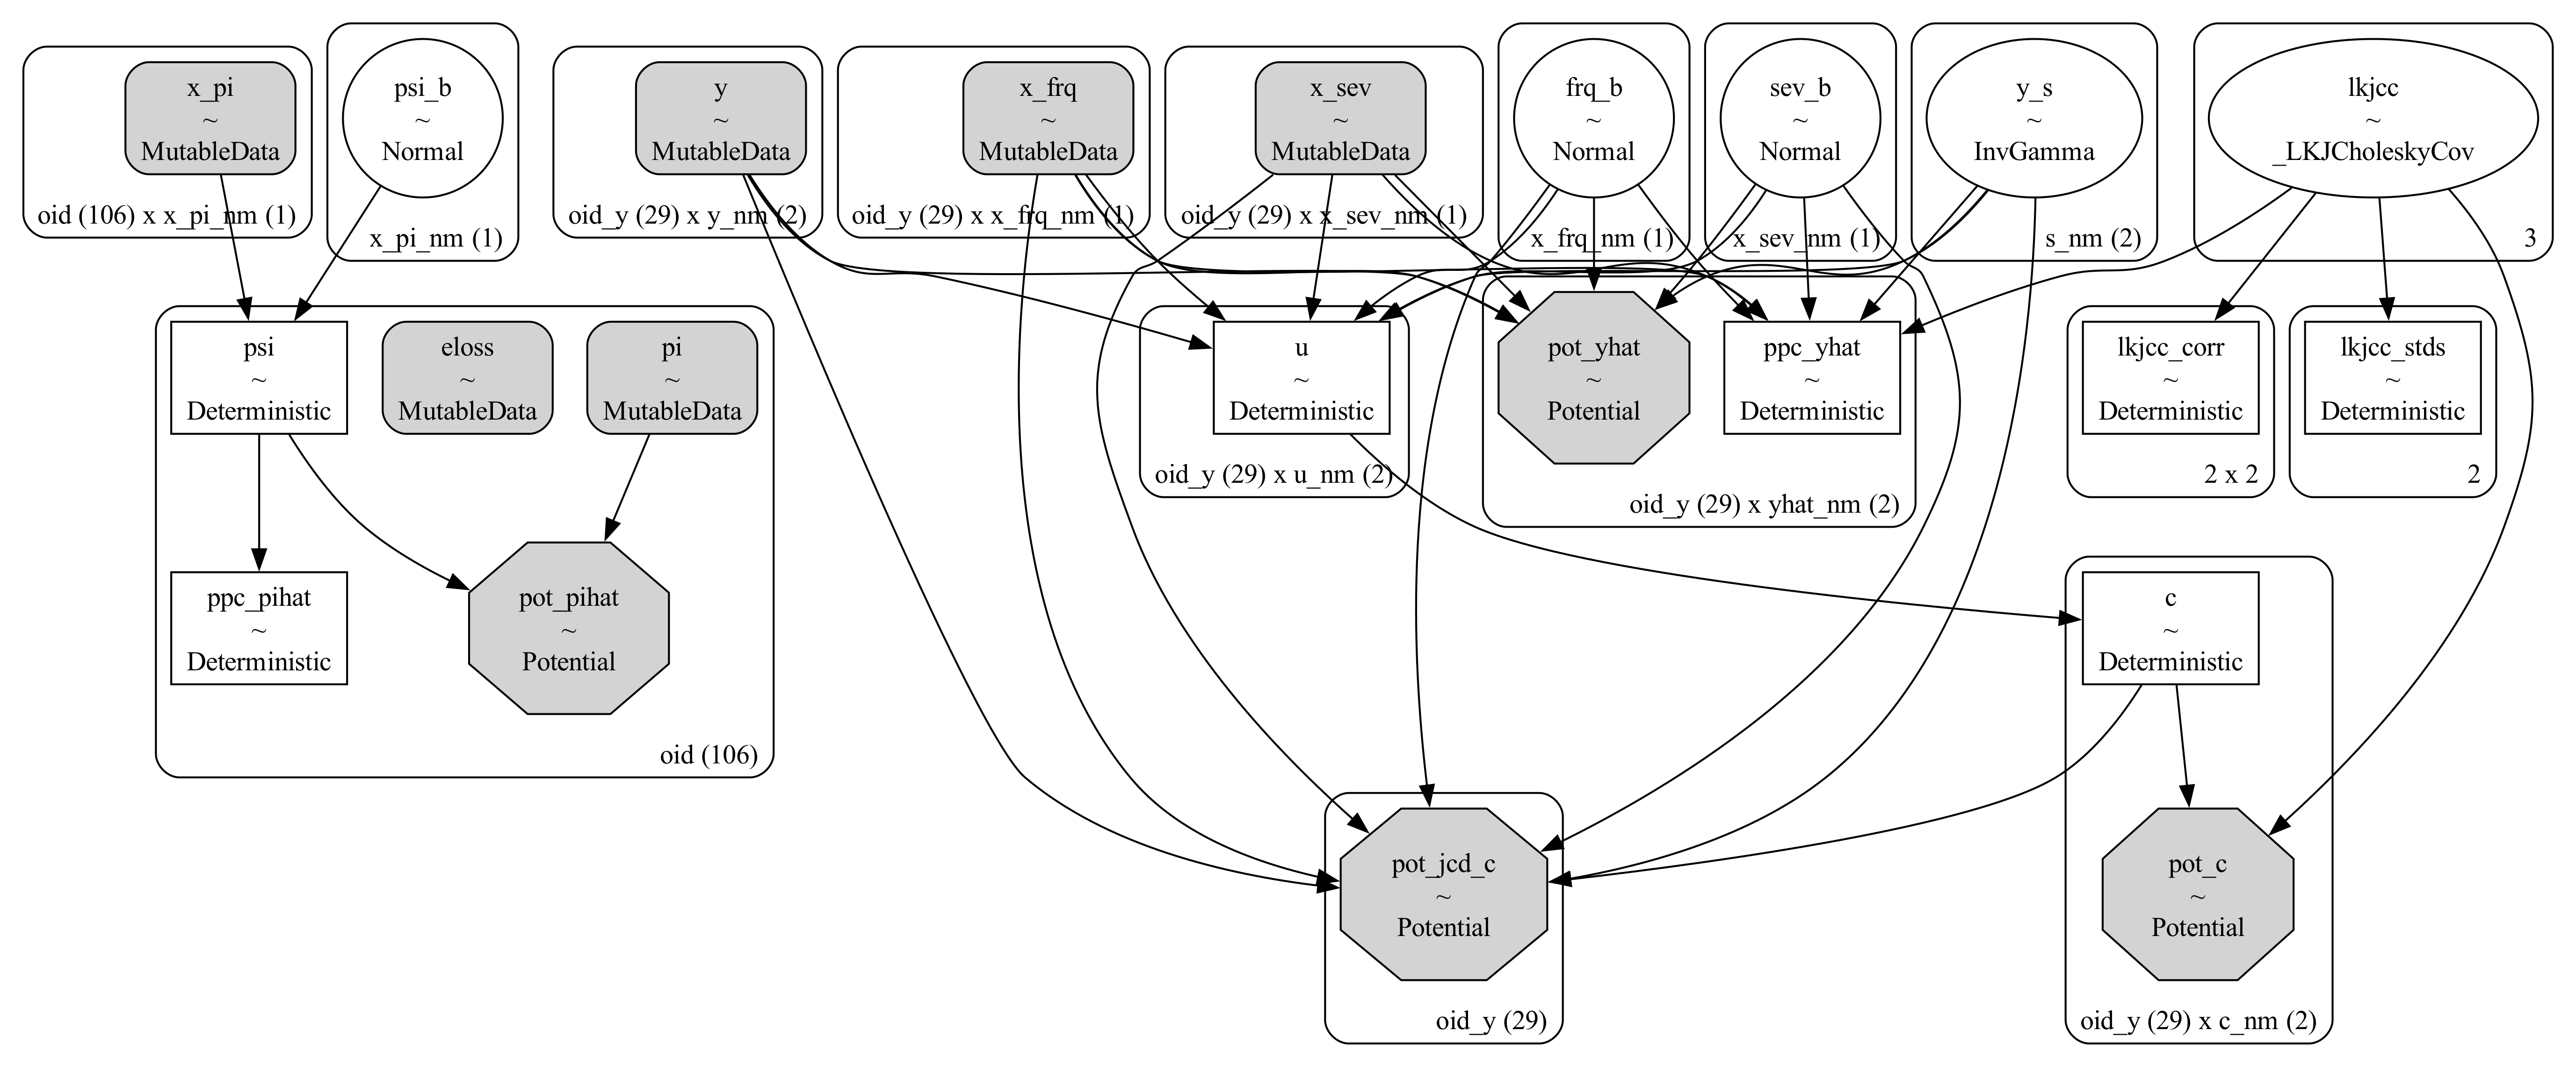 x_pi
~
MutableData
oid (106) x x_pi_nm (1)
psi_b
~
Normal
x_pi_nm (1)
y
~
MutableData
oid_y (29) x y_nm (2)
x_frq
~
MutableData
oid_y (29) x x_frq_nm (1)
x_sev
~
MutableData
oid_y (29) x x_sev_nm (1)
frq_b
~
Normal
x_frq_nm (1)
sev_b
~
Normal
x_sev_nm (1)
y_s
~
InvGamma
s_nm (2)
lkjcc
~
_LKJCholeskyCov
3
psi
~
Deterministic
eloss
~
MutableData
pi
~
MutableData
ppc_pihat
~
Deterministic
pot_pihat
~
Potential
oid (106)
u
~
Deterministic
oid_y (29) x u_nm (2)
pot_yhat
~
Potential
ppc_yhat
~
Deterministic
oid_y (29) x yhat_nm (2)
lkjcc_corr
~
Deterministic
2 x 2
lkjcc_stds
~
Deterministic
2
c
~
Deterministic
pot_jcd_c
~
Potential
oid_y (29)
pot_c
~
Potential
oid_y (29) x c_nm (2)